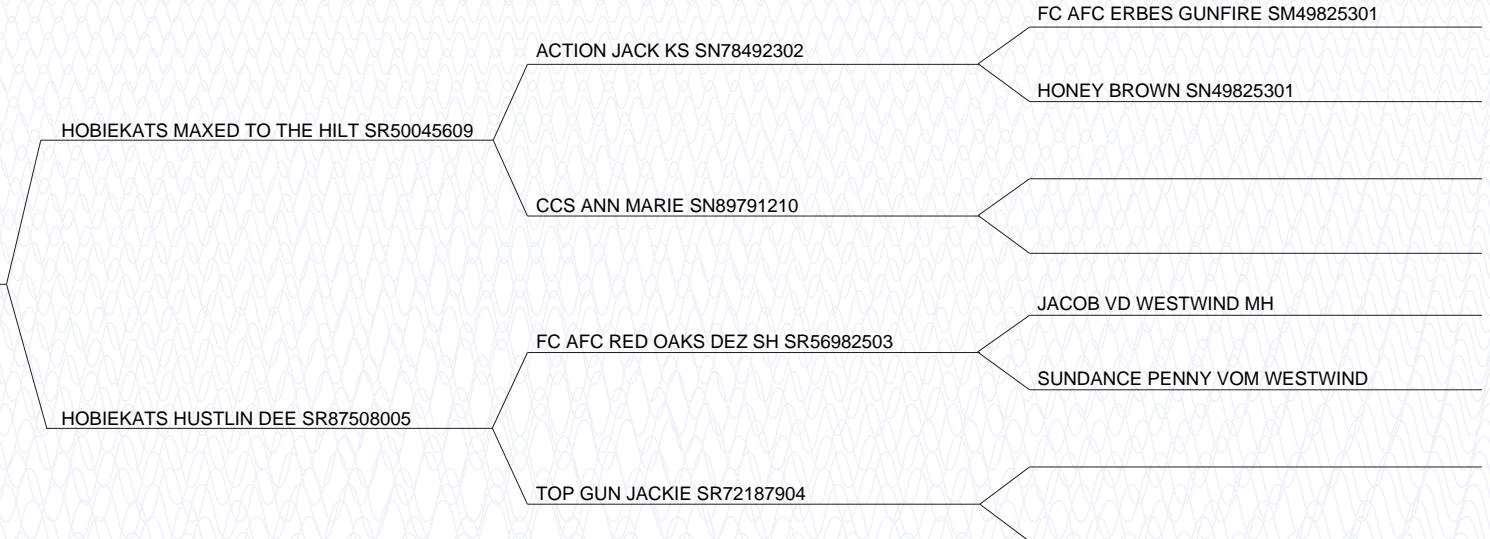 FC AFC ERBES GUNFIRE SM49825301
ACTION JACK KS SN78492302
HONEY BROWN SN49825301
HOBIEKATS MAXED TO THE HILT SR50045609
CCS ANN MARIE SN89791210
JACOB VD WESTWIND MH
FC AFC RED OAKS DEZ SH SR56982503
SUNDANCE PENNY VOM WESTWIND
HOBIEKATS HUSTLIN DEE SR87508005
TOP GUN JACKIE SR72187904